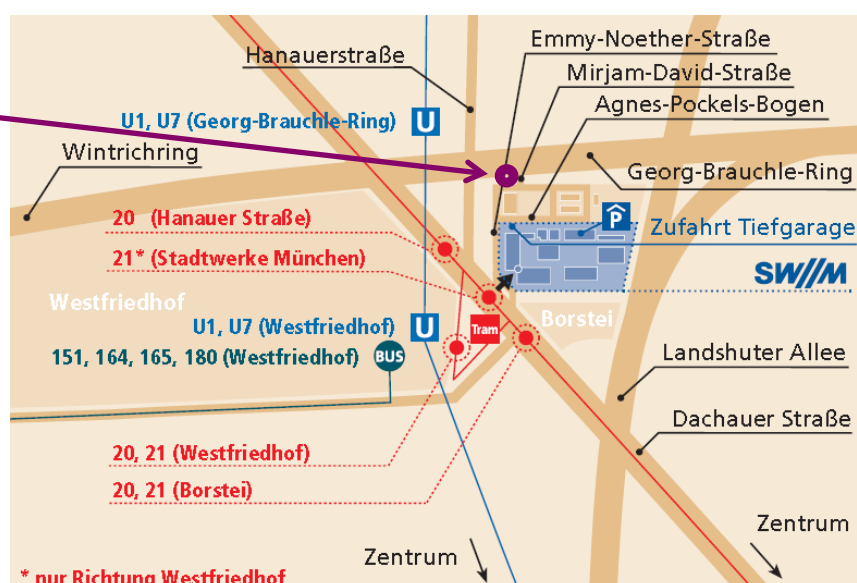 Hanauerstraße
Emmy-Noether-Straße
Mirjam-David-Straße
Agnes-Pockels-Bogen
U1, U7 (Georg-Brauchle-Ring)
U
Wintrichring
Georg-Brauchle-Ring
20 (Hanauer Straße)
P
Zufahrt Tiefgarage
21* (Stadtwerke München)
SW//M
Westfriedhof
Borstei
U1, U7 (Westfriedhof)
U
Tram
151, 164, 165, 180 (Westfriedhof)
BUS
Landshuter Allee
Dachauer Straße
20, 21 (Westfriedhof)
20, 21 (Borstei)
Zentrum
Zentrum
* nur Richtung Westfriedhof